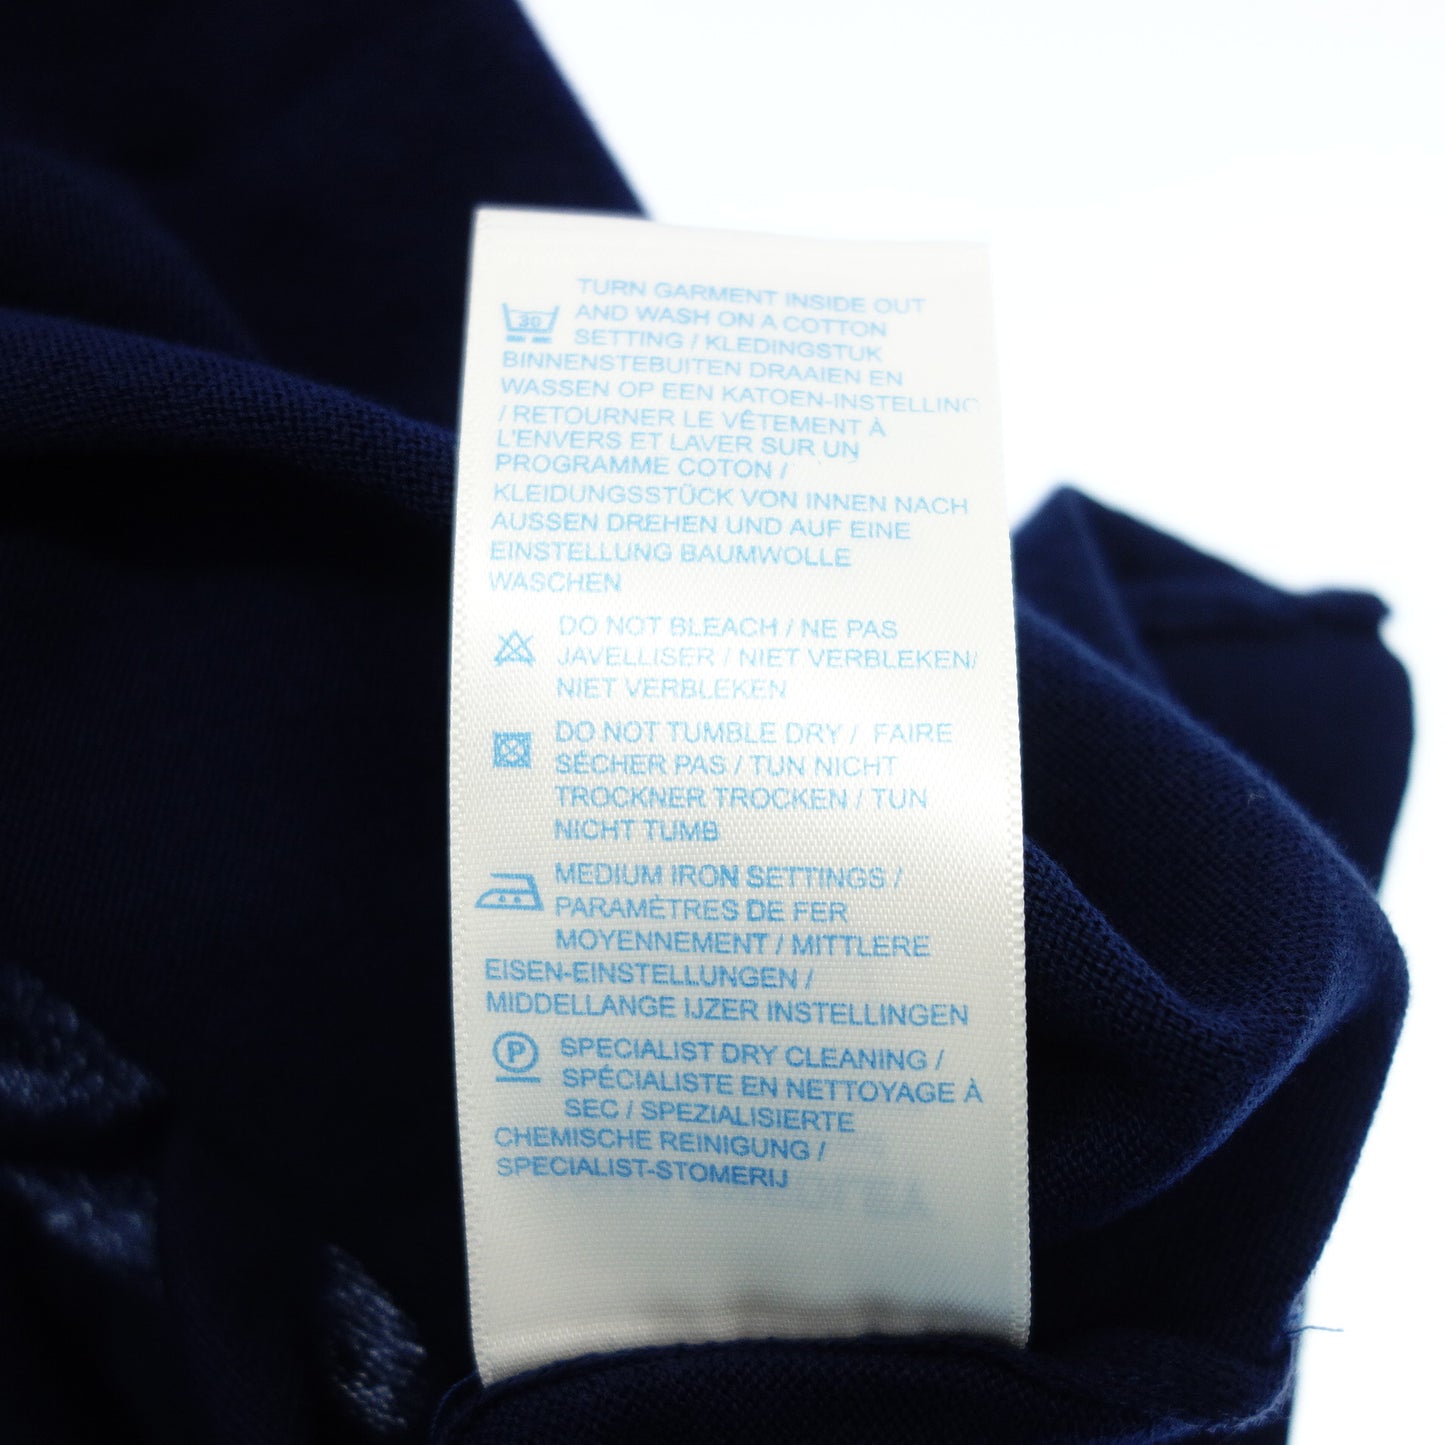 TURN GARMENT INSIDE OUT
30 AND WASH ON A COTTON
SETTING / KLEDINGSTUK
BINNENSTEBUITEN DRAAIEN EN
WASSEN OP EEN KATOEN-INSTELLING
/ RETOURNER LE VÊTEMENT À
L'ENVERS ET LAVER SUR UN
PROGRAMME COTON /
KLEIDUNGSSTÜCK VON INNEN NACH
AUSSEN DREHEN UND AUF EINE
EINSTELLUNG BAUMWOLLE
WASCHEN
DO NOT BLEACH / NE PAS
JAVELLISER / NIET VERBLEKEN/
NIET VERBLEKEN
DO NOT TUMBLE DRY / FAIRE
SÉCHER PAS / TUN NICHT
TROCKNER TROCKEN / TUN
NICHT TUMB
MEDIUM IRON SETTINGS /
PARAMÈTRES DE FER
MOYENNEMENT / MITTLERE
EISEN-EINSTELLUNGEN /
MIDDELLANGE IJZER INSTELLINGEN
P SPECIALIST DRY CLEANING /
SPÉCIALISTE EN NETTOYAGE À
SEC / SPEZIALISIERTE
CHEMISCHE REINIGUNG /
SPECIALIST-STOMERIJ